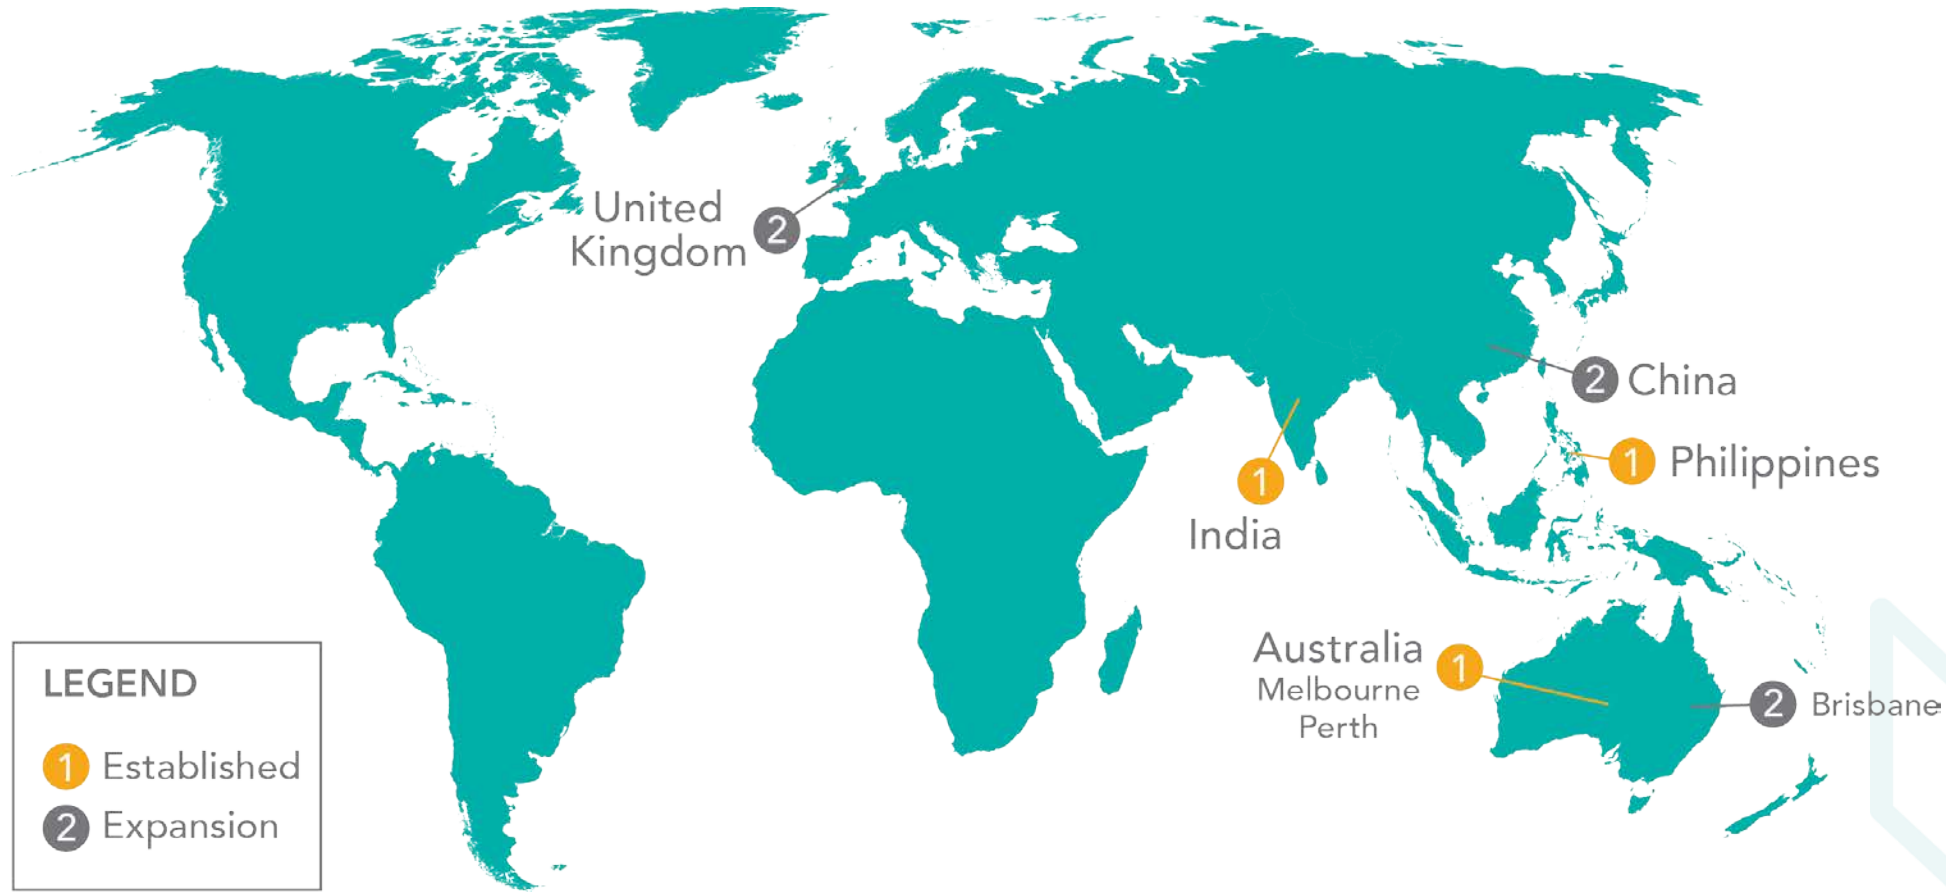 United
Kingdom
2
2 China
1 Philippines
1
India
Australia
Melbourne
Perth
1
2 Brisbane
LEGEND
1 Established
2 Expansion